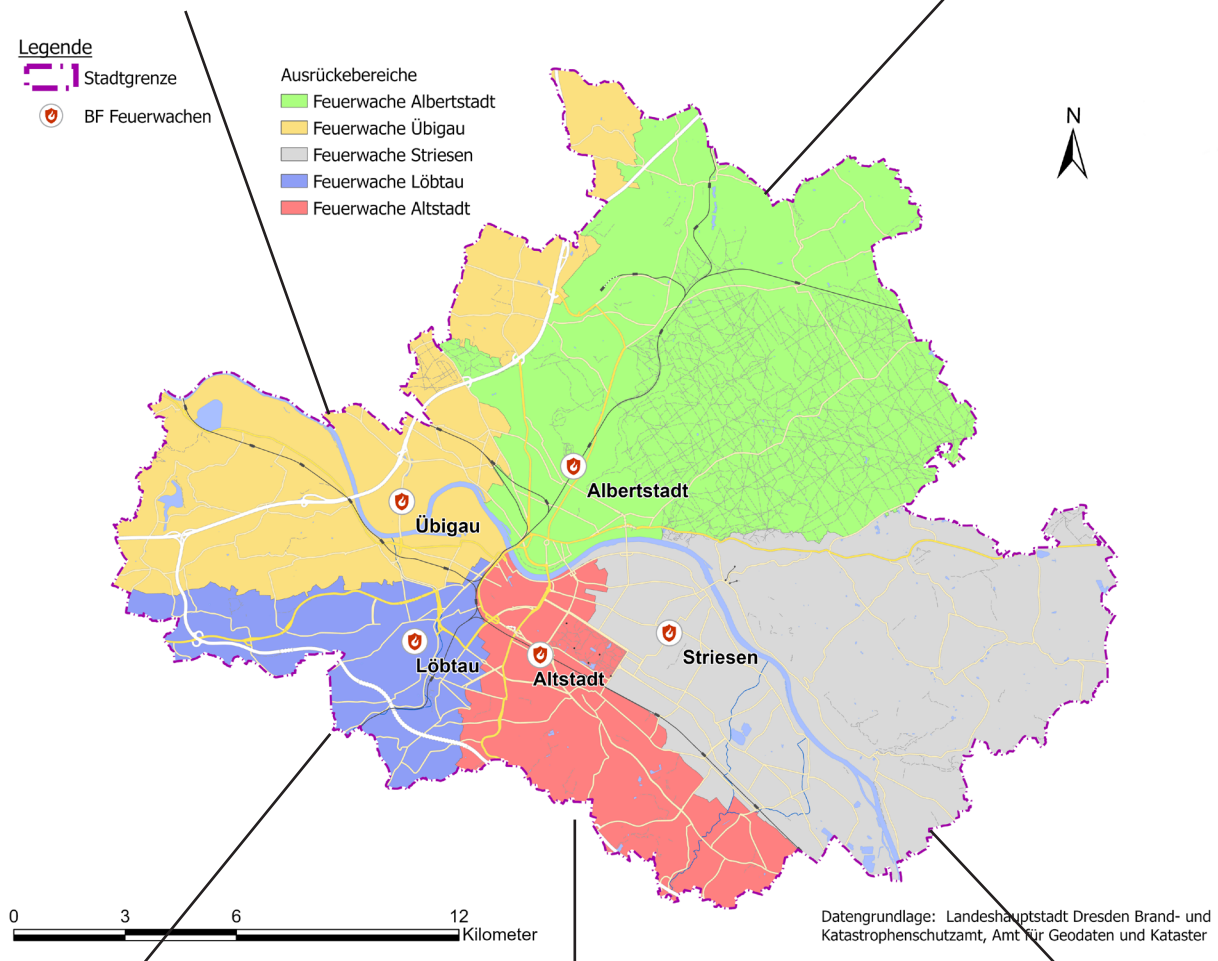 Legende
Stadtgrenze
BF Feuerwachen
Ausrückebereiche
Feuerwache Albertstadt
Feuerwache Übigau
Feuerwache Striesen
Feuerwache Löbtau
Feuerwache Altstadt
N
Albertstadt
Übigau
Striesen
Löbtau
Altstadt
0 3 6 12
Kilometer
Datengrundlage: Landeshauptstadt Dresden Brand- und
Katastrophenschutzamt, Amt für Geodaten und Kataster